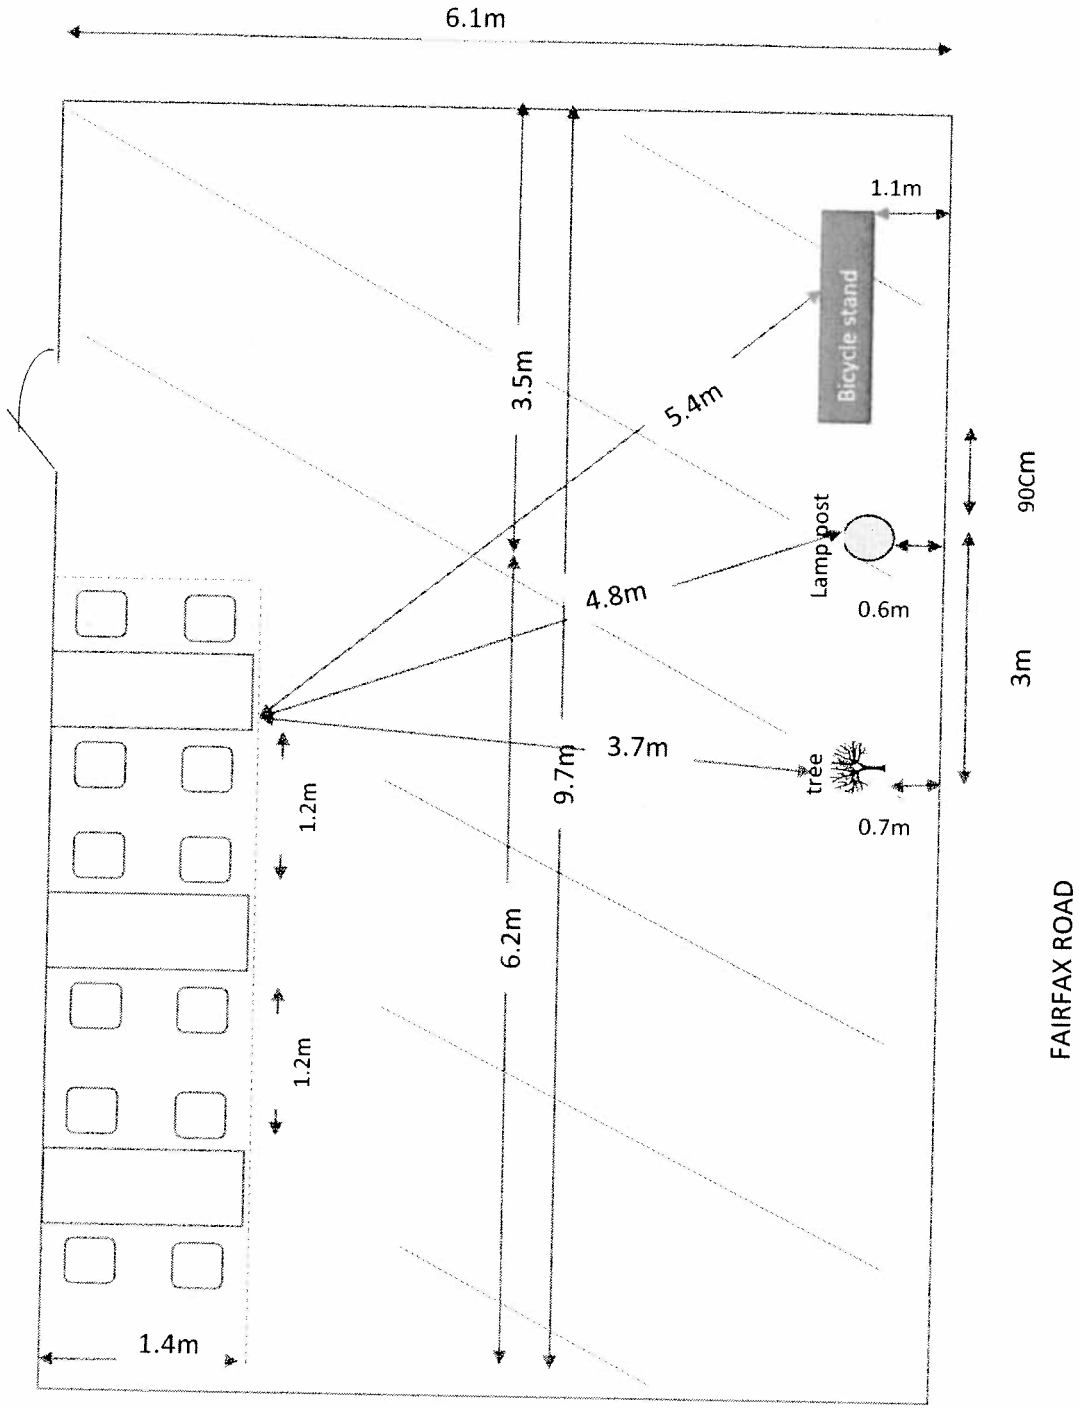 6.1m
1.1m
Bicycle stand
3.5m
5.4m
90Cm
Lamp post
4.8m
0.6m
3m
3.7m
tree
9.7m
1.2m
0.7m
6.2m
FAIRFAX ROAD
1.2m
1.4m